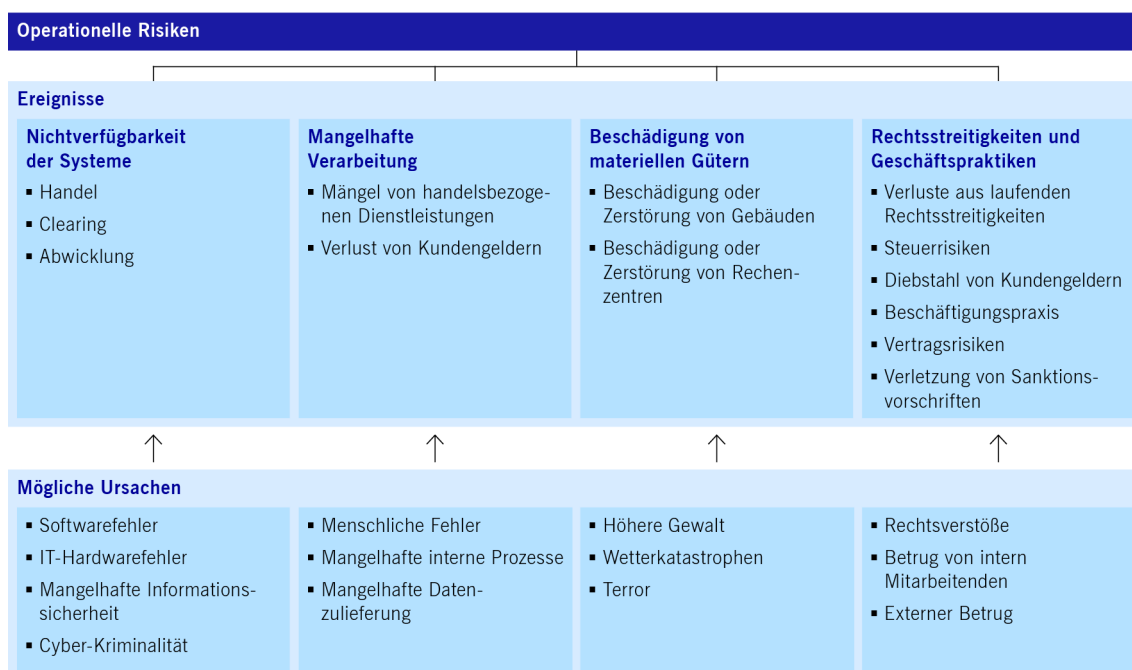 Operationelle Risiken
Ereignisse
Nichtverfügbarkeit
der Systeme
▪ Handel
▪ Clearing
▪ Abwicklung
Mangelhafte
Verarbeitung
▪ Mängel von handelsbezoge-
nen Dienstleistungen
▪ Verlust von Kundengeldern
Beschädigung von
materiellen Gütern
▪ Beschädigung oder
Zerstörung von Gebäuden
▪ Beschädigung oder
Zerstörung von Rechen-
zentren
Rechtsstreitigkeiten und
Geschäftspraktiken
▪ Verluste aus laufenden
Rechtsstreitigkeiten
▪ Steuerrisiken
▪ Diebstahl von Kundengeldern
▪ Beschäftigungspraxis
▪ Vertragsrisiken
▪ Verletzung von Sanktions-
vorschriften
Mögliche Ursachen
▪ Softwarefehler
▪ IT-Hardwarefehler
▪ Mangelhafte Informations-
sicherheit
▪ Cyber-Kriminalität
▪ Menschliche Fehler
▪ Mangelhafte interne Prozesse
▪ Mangelhafte Daten-
zulieferung
▪ Höhere Gewalt
▪ Wetterkatastrophen
▪ Terror
▪ Rechtsverstöße
▪ Betrug von intern
Mitarbeitenden
▪ Externer Betrug